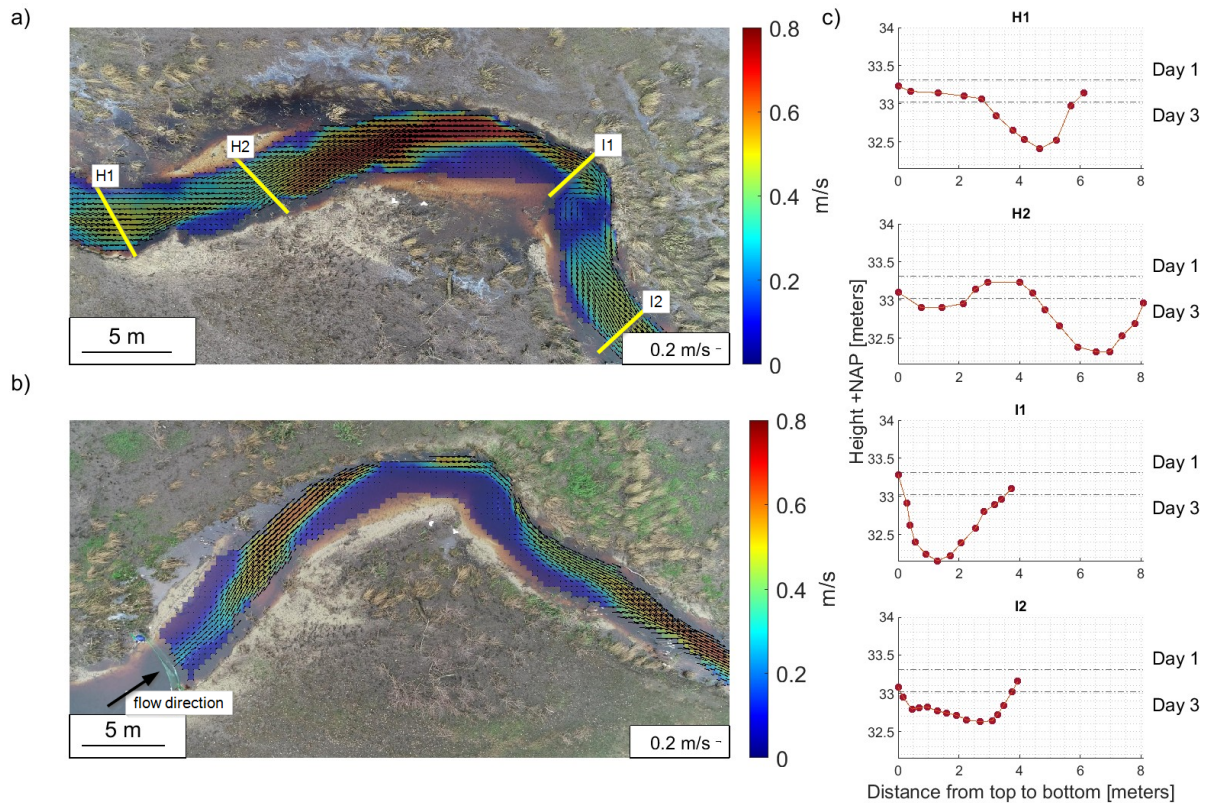 a)
H1
H2
I1
I2
5 m
0.2 m/s
0.8
0.6
0.4
0.2
0
m/s
b)
flow direction
5 m
0.2 m/s
0.8
0.6
0.4
0.2
0
m/s
c)
Height +NAP [meters]
H1
34
33.5
33
32.5
0 2 4 6 8
Day 1
Day 3
H2
34
33.5
33
32.5
0 2 4 6 8
Day 1
Day 3
I1
34
33.5
33
32.5
0 2 4 6 8
Day 1
Day 3
I2
34
33.5
33
32.5
0 2 4 6 8
Day 1
Day 3
Distance from top to bottom [meters]